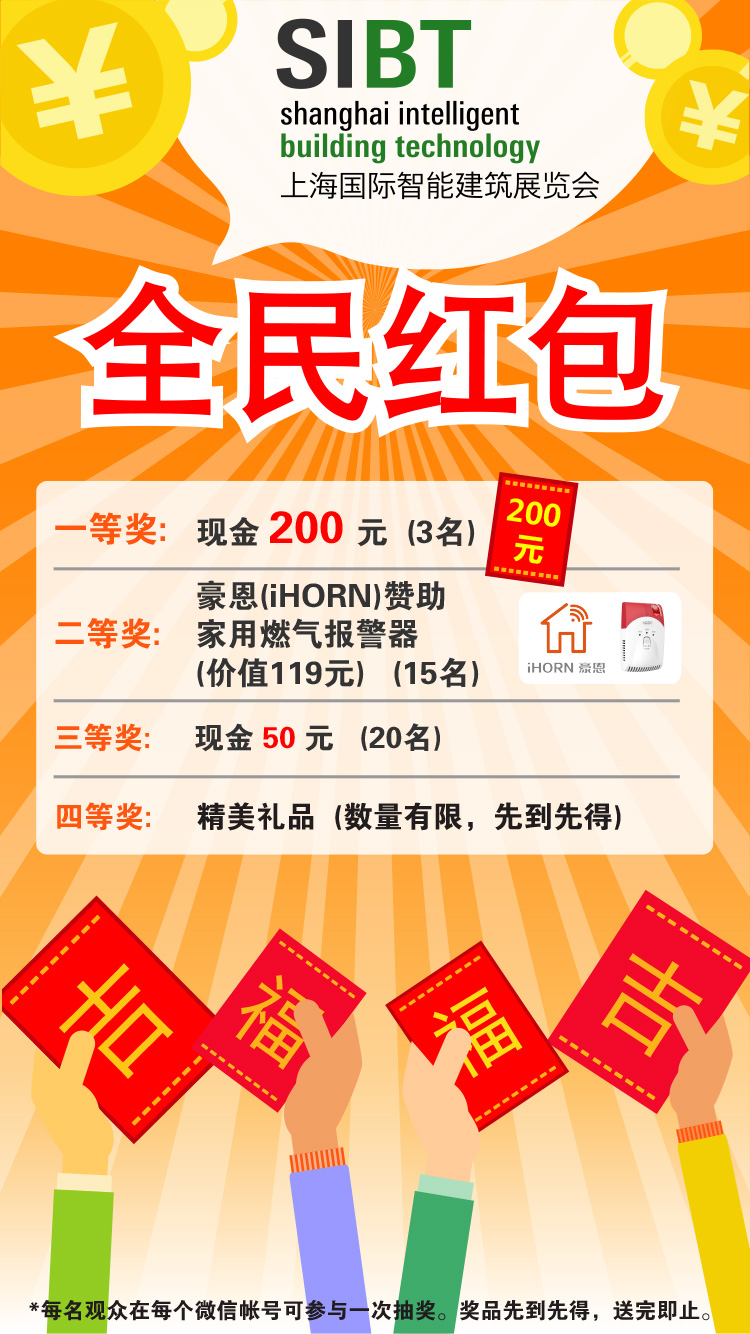 SIBT
shanghai intelligent
building technology
上海国际智能建筑展览会
全民红包
一等奖: 现金 200 元 (3名)
200
元
二等奖: 豪恩(iHORN)赞助
家用燃气报警器
(价值119元) (15名)
iHORN 豪恩
三等奖: 现金 50 元 (20名)
四等奖: 精美礼品 (数量有限，先到先得)
吉 福 福 吉
*每名观众在每个微信帐号可参与一次抽奖。奖品先到先得，送完即止。